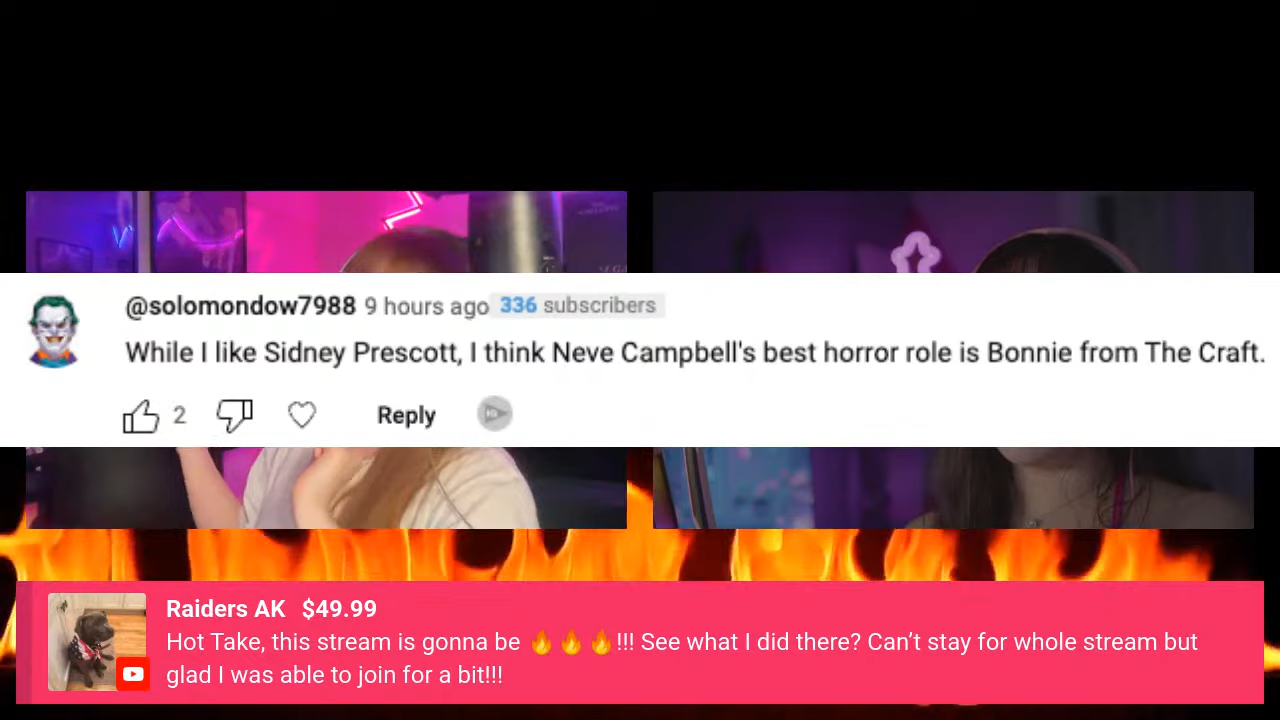 @solomondow7988 9 hours ago 336 subscribers
While I like Sidney Prescott, I think Neve Campbell's best horror role is Bonnie from The Craft.
2 Reply
Raiders AK $49.99
Hot Take, this stream is gonna be 🔥🔥🔥!!! See what I did there? Can’t stay for whole stream but
glad I was able to join for a bit!!!